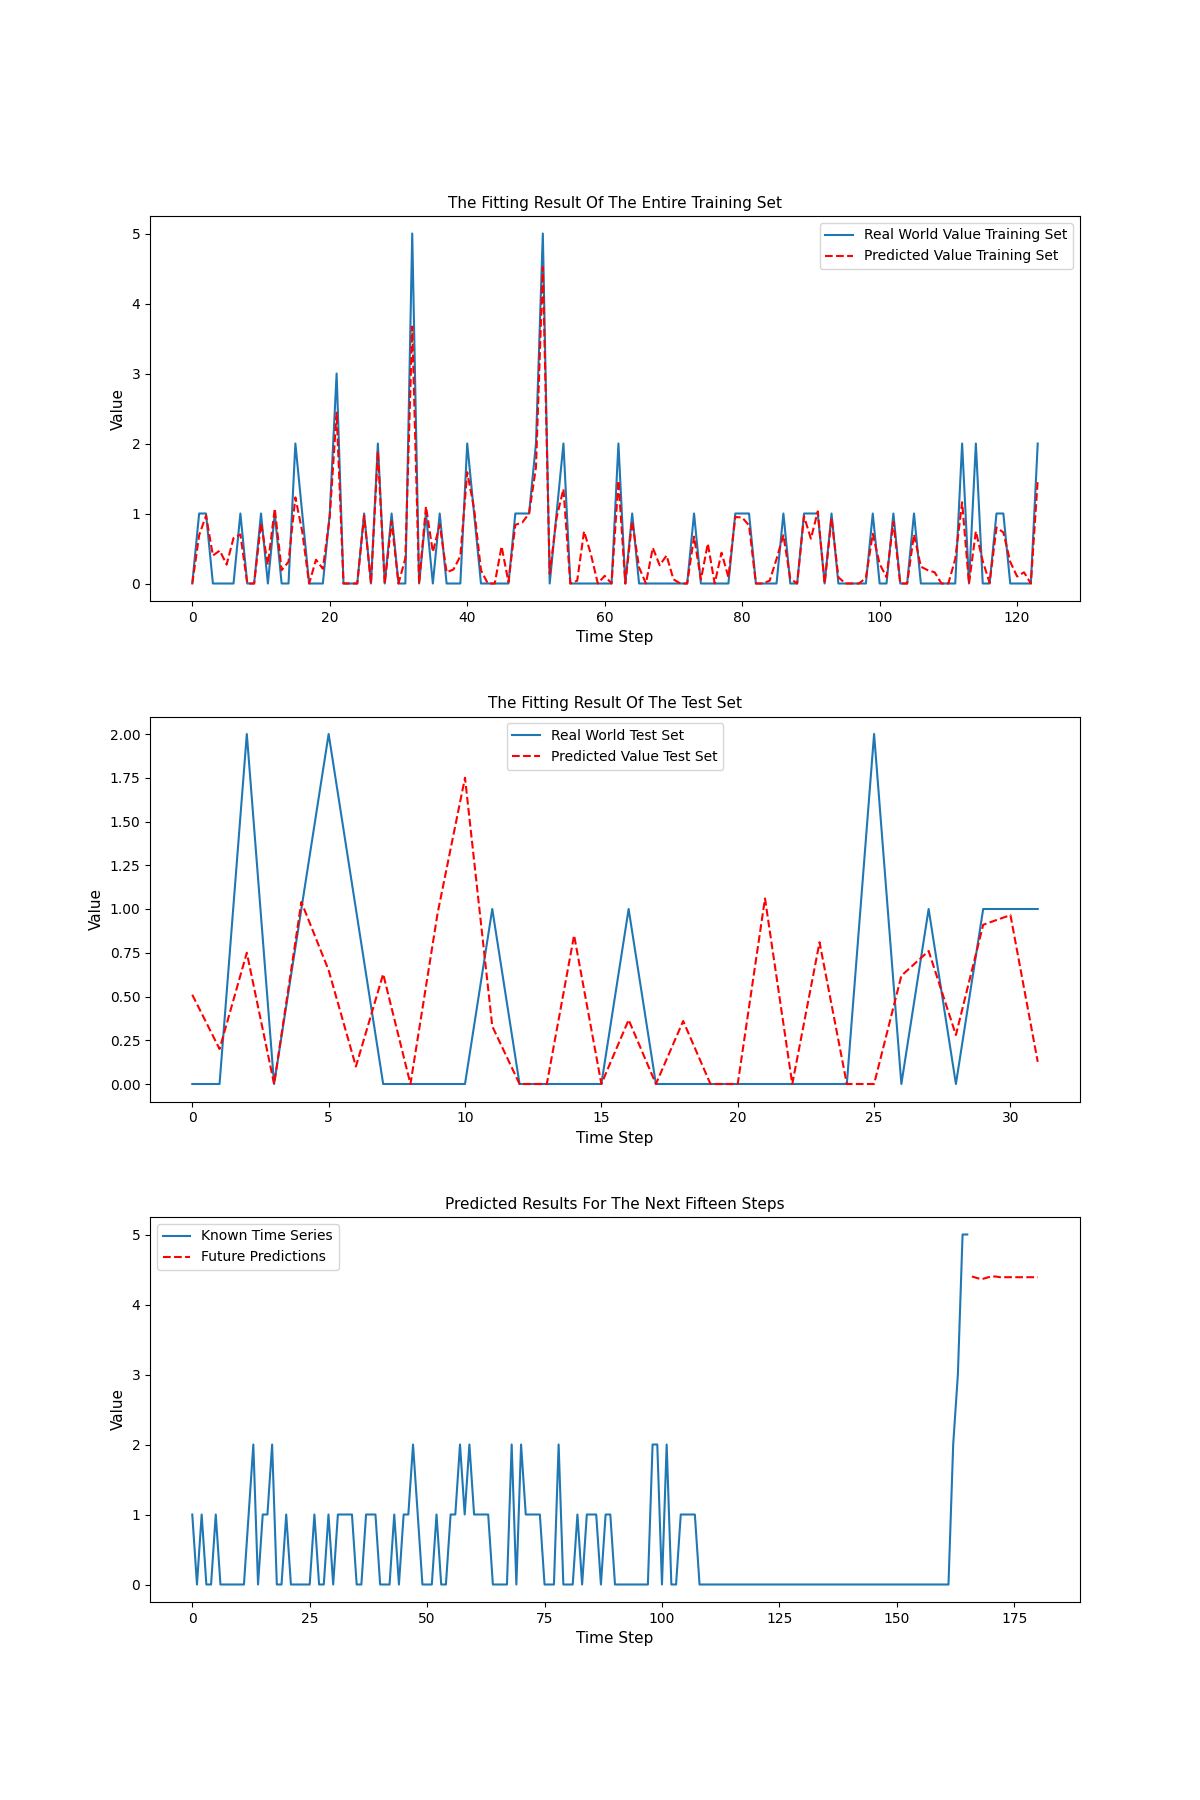 The Fitting Result Of The Entire Training Set
Real World Value Training Set
Predicted Value Training Set
5
4
3
2
1
0
Value
0 20 40 60 80 100 120
Time Step
The Fitting Result Of The Test Set
Real World Test Set
Predicted Value Test Set
2.00
1.75
1.50
1.25
1.00
0.75
0.50
0.25
0.00
Value
0 5 10 15 20 25 30
Time Step
Predicted Results For The Next Fifteen Steps
Known Time Series
Future Predictions
5
4
3
2
1
0
Value
0 25 50 75 100 125 150 175
Time Step